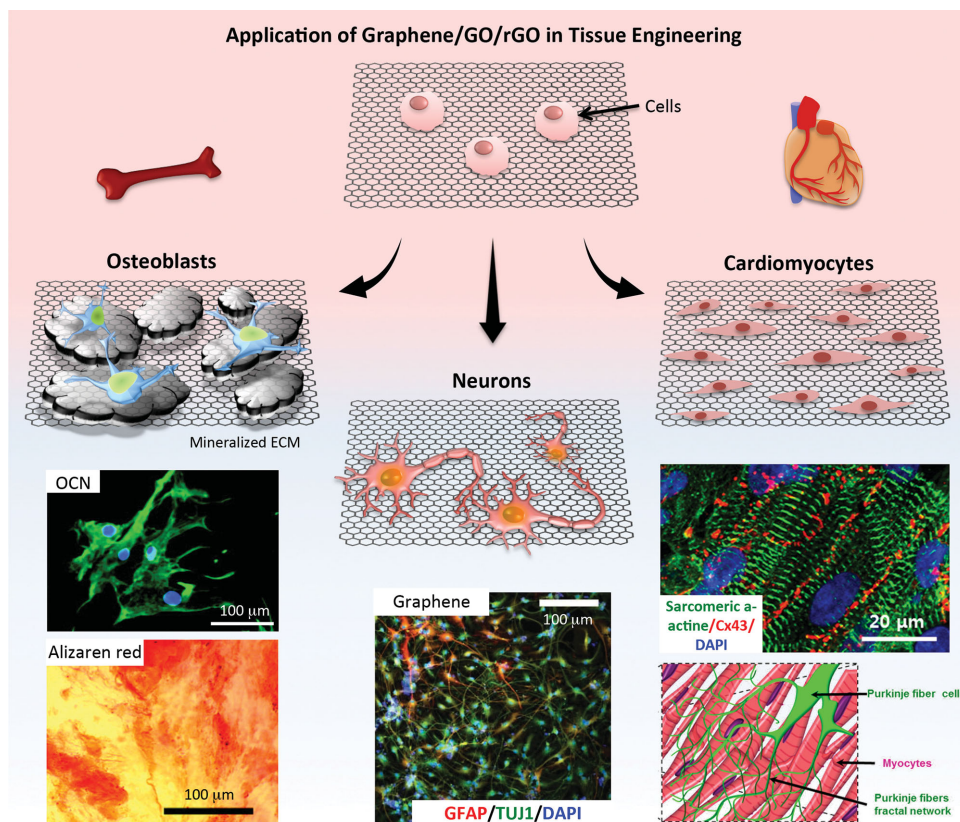 Application of Graphene/GO/rGO in Tissue Engineering
Cells
Osteoblasts
Cardiomyocytes
Neurons
Mineralized ECM
OCN
100 μm
Alizaren red
100 μm
Graphene
100 μm
GFAP/TUJ1/DAPI
Sarcomeric a-
actine/Cx43/
DAPI
20 μm
Purkinje fiber cell
Myocytes
Purkinje fibers
fractal network